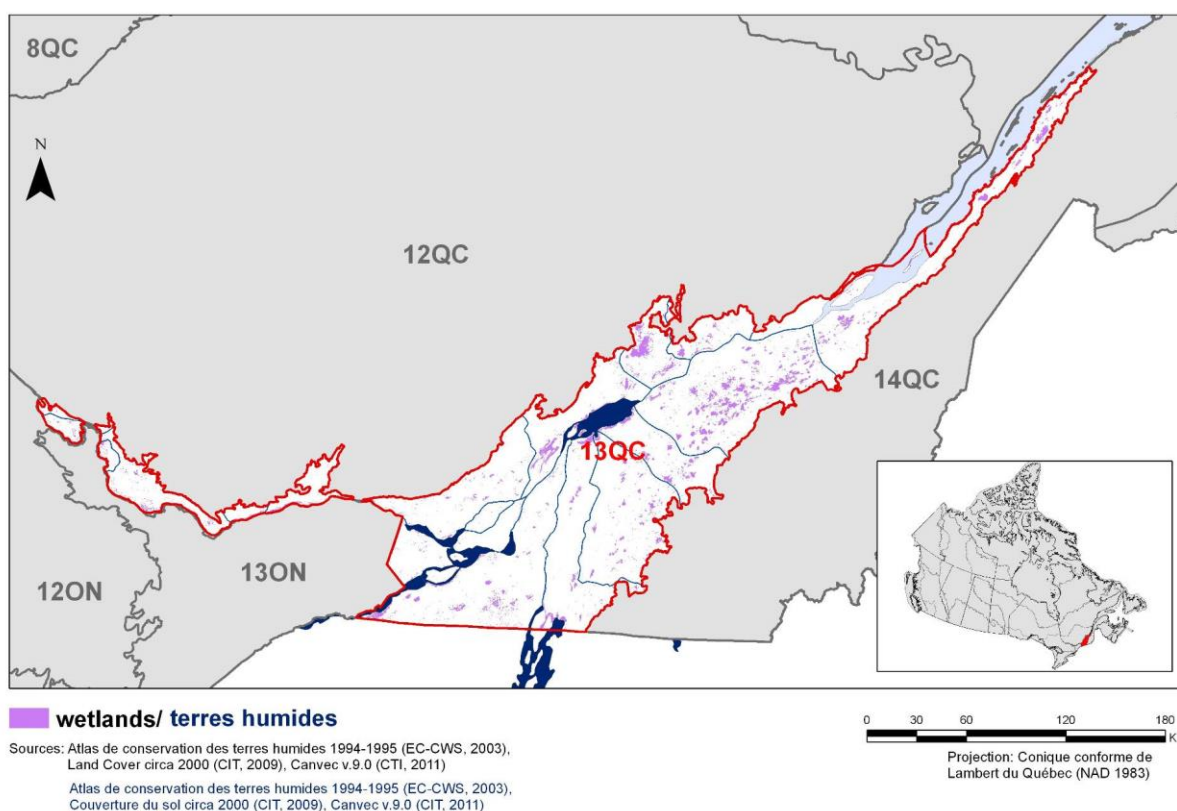 8QC
N
12QC
14QC
13QC
12ON
13ON
wetlands/ terres humides
Sources: Atlas de conservation des terres humides 1994-1995 (EC-CWS, 2003),
Land Cover circa 2000 (CIT, 2009), Canvec v.9.0 (CTI, 2011)
Atlas de conservation des terres humides 1994-1995 (EC-CWS, 2003),
Couverture du sol circa 2000 (CIT, 2009), Canvec v.9.0 (CIT, 2011)
0 30 60 120 180
K
Projection: Conique conforme de
Lambert du Québec (NAD 1983)